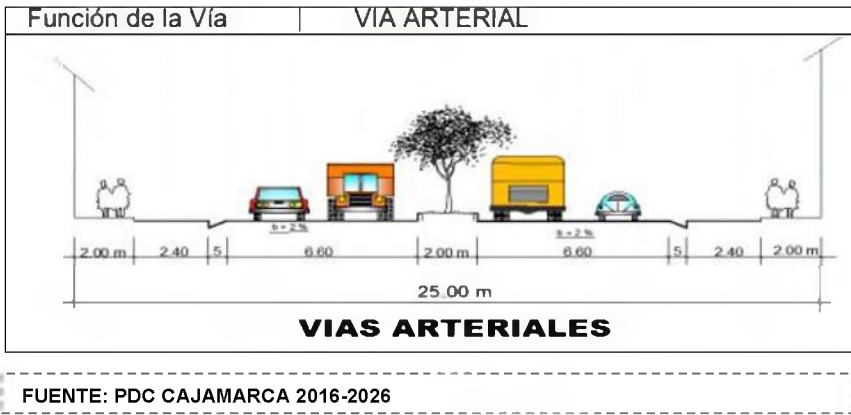 Función de la Vía | VIA ARTERIAL
b = 2 %
b = 2 %
2.00 m 2.40 .5 6.60 2.00 m 6.60 .5 2.40 2.00 m
25.00 m
VIAS ARTERIALES
FUENTE: PDC CAJAMARCA 2016-2026